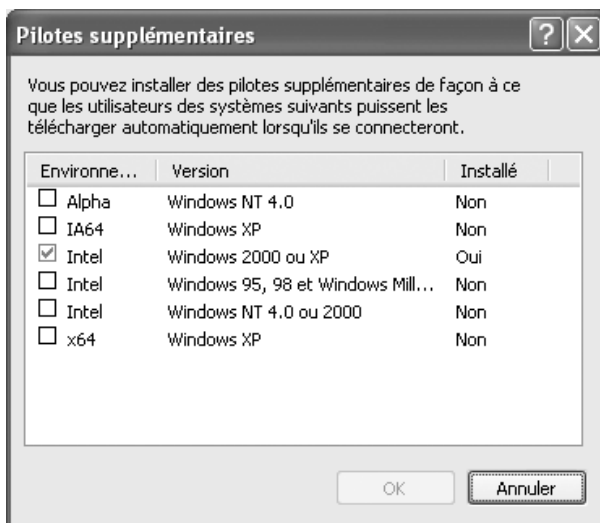 Pilotes supplémentaires
Vous pouvez installer des pilotes supplémentaires de façon à ce
que les utilisateurs des systèmes suivants puissent les
télécharger automatiquement lorsqu'ils se connecteront.
Environne... Version Installé
Alpha Windows NT 4.0 Non
IA64 Windows XP Non
Intel Windows 2000 ou XP Oui
Intel Windows 95, 98 et Windows Mill... Non
Intel Windows NT 4.0 ou 2000 Non
x64 Windows XP Non
OK Annuler